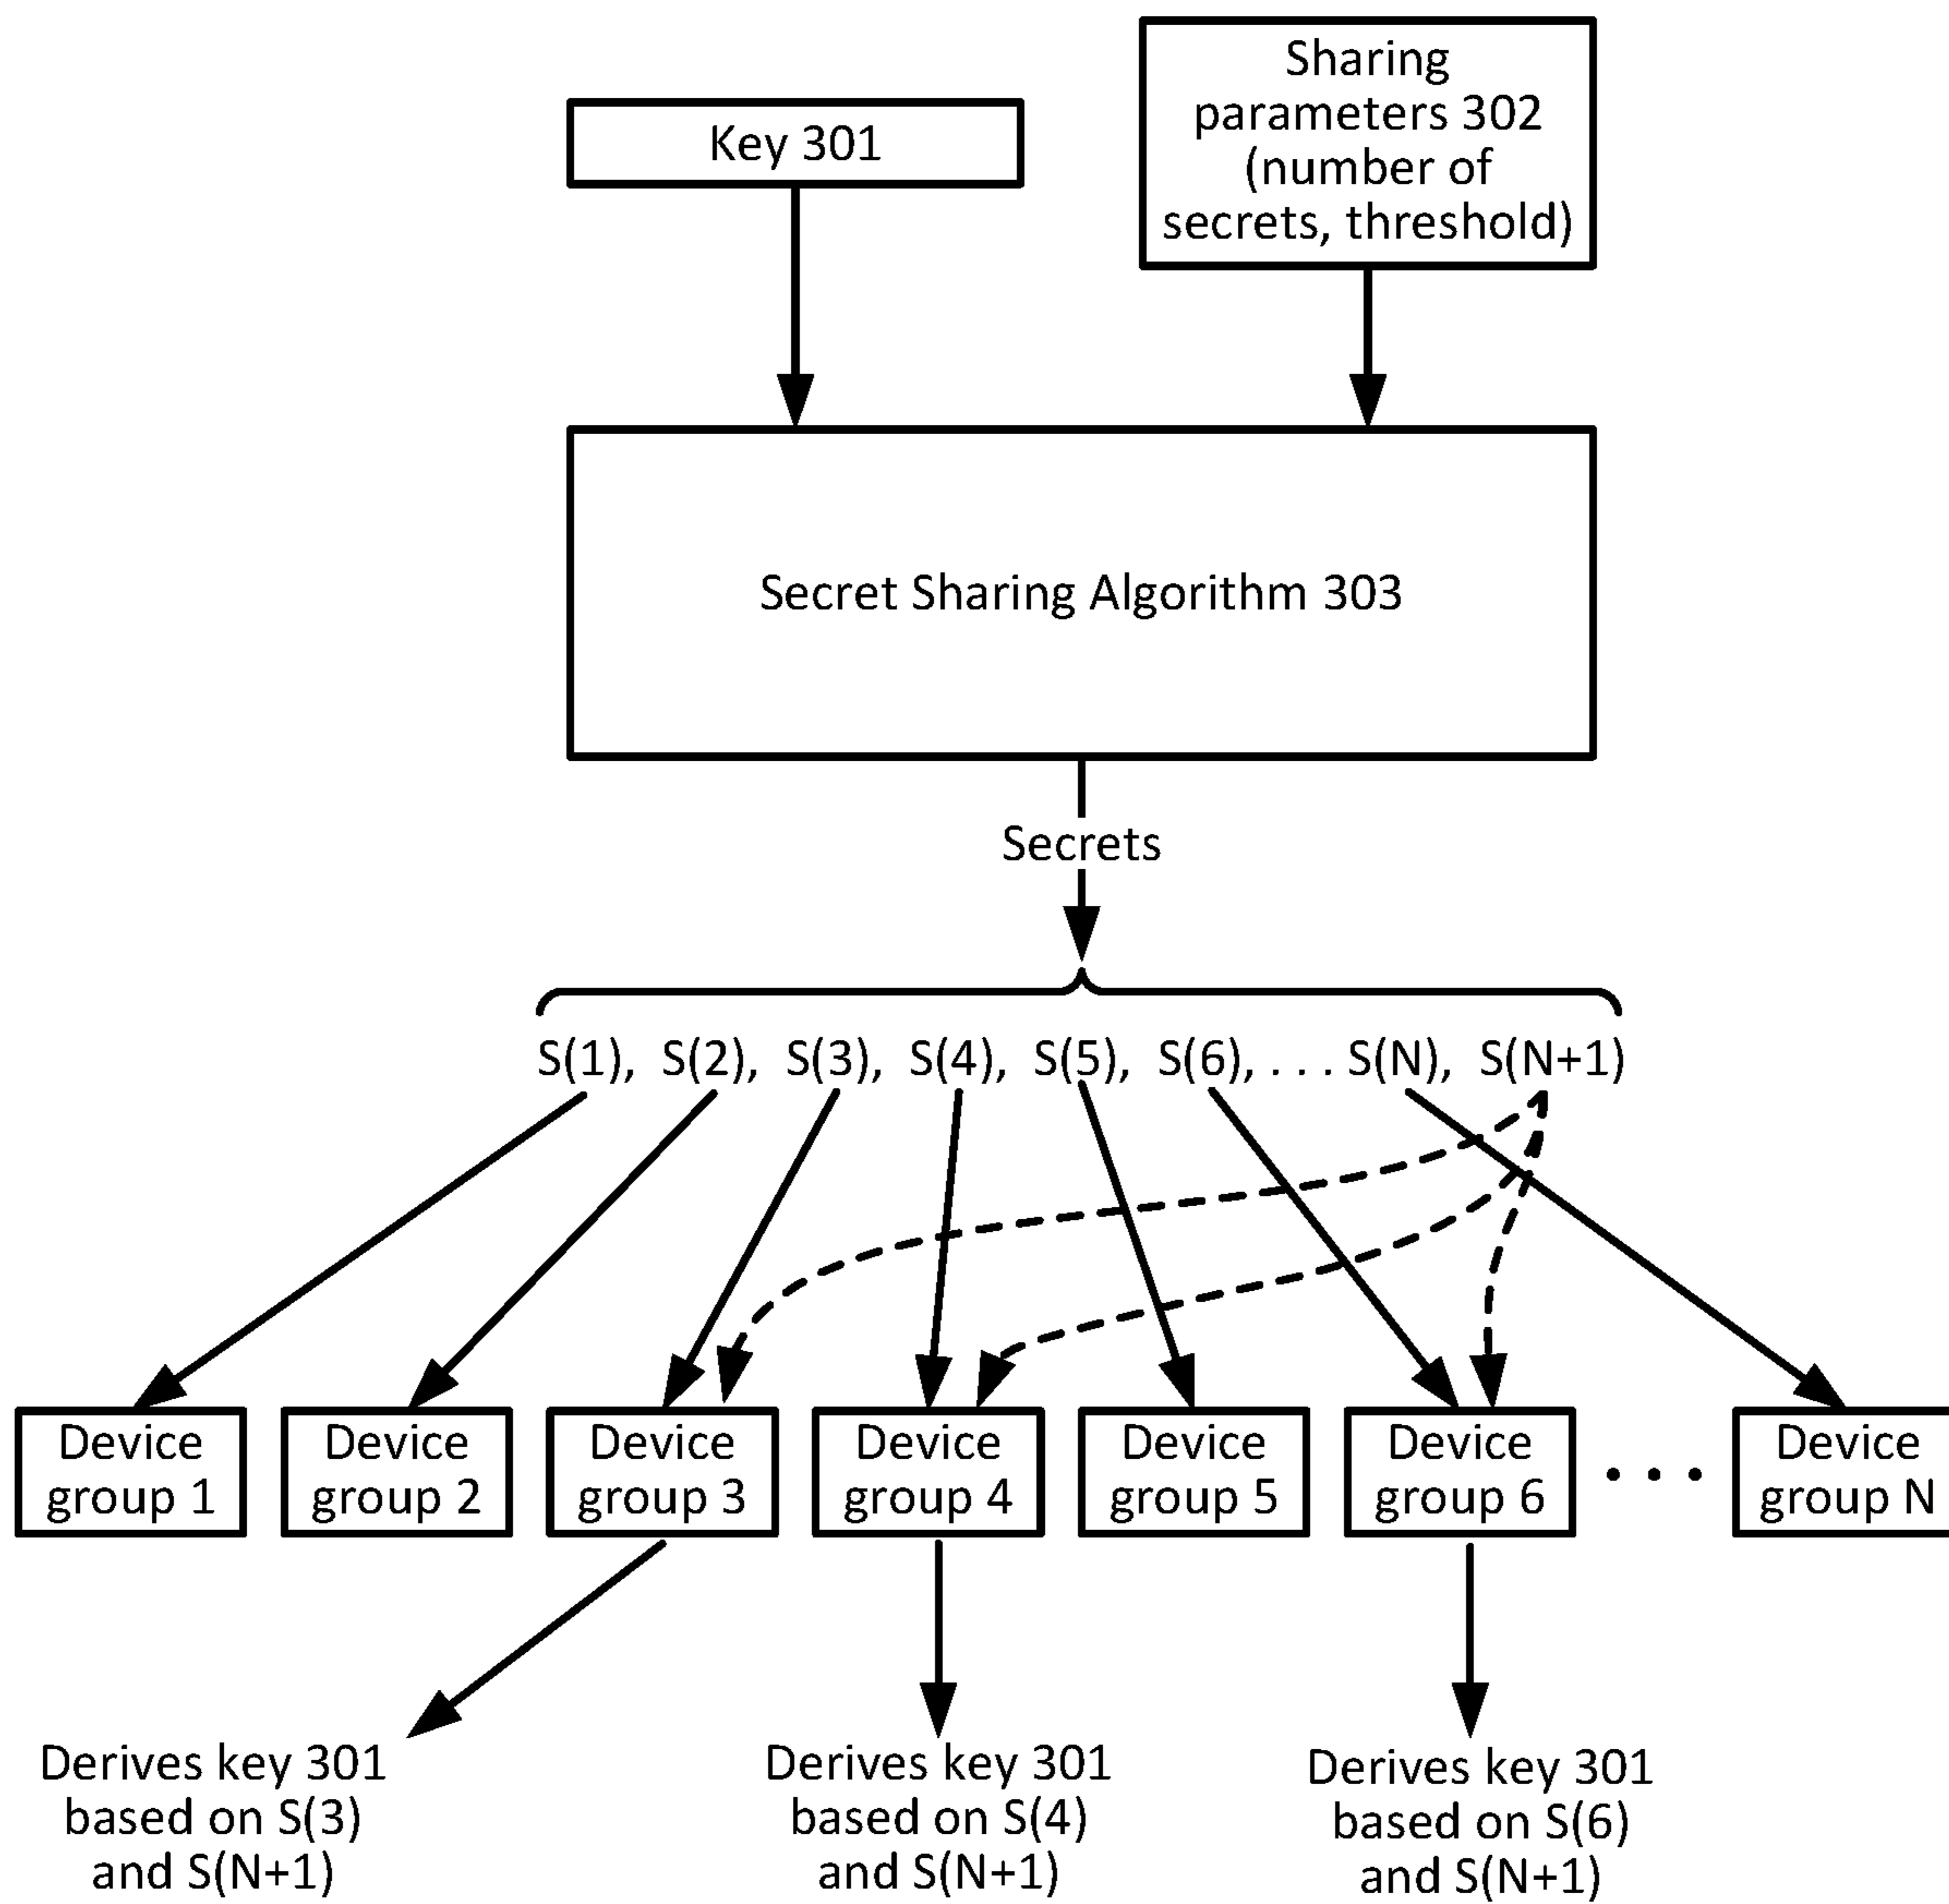 Key 301
Sharing
parameters 302
(number of
secrets, threshold)
Secret Sharing Algorithm 303
Secrets
S(1), S(2), S(3), S(4), S(5), S(6), . . . S(N), S(N+1)
Device
group 1
Device
group 2
Device
group 3
Device
group 4
Device
group 5
Device
group 6
Device
group N
Derives key 301
based on S(3)
and S(N+1)
Derives key 301
based on S(4)
and S(N+1)
Derives key 301
based on S(6)
and S(N+1)